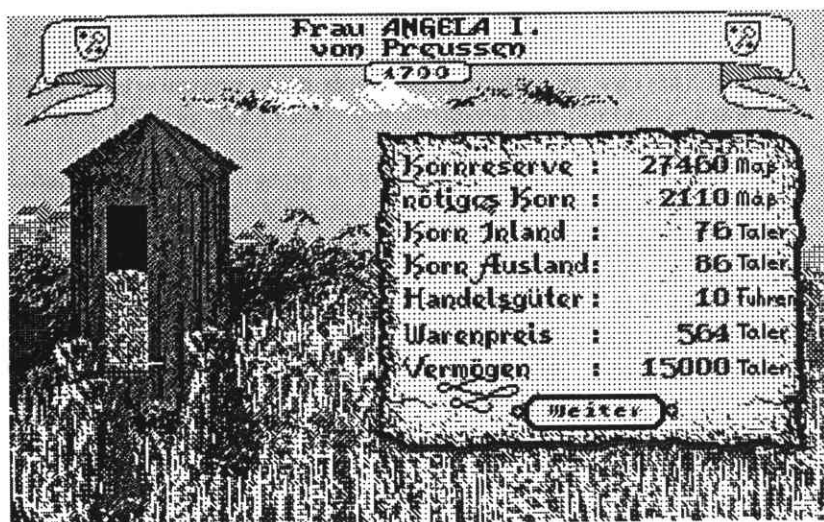 Frau ANGELA I.
von Preussen
1700
Kornreserve : 27460 Maß
nötiges Korn : 2110 Maß
Korn Inland : 76 Taler
Korn Ausland: 86 Taler
Handelsgüter : 10 Fuhren
Warenpreis : 564 Taler
Vermögen : 15000 Taler
Weiter